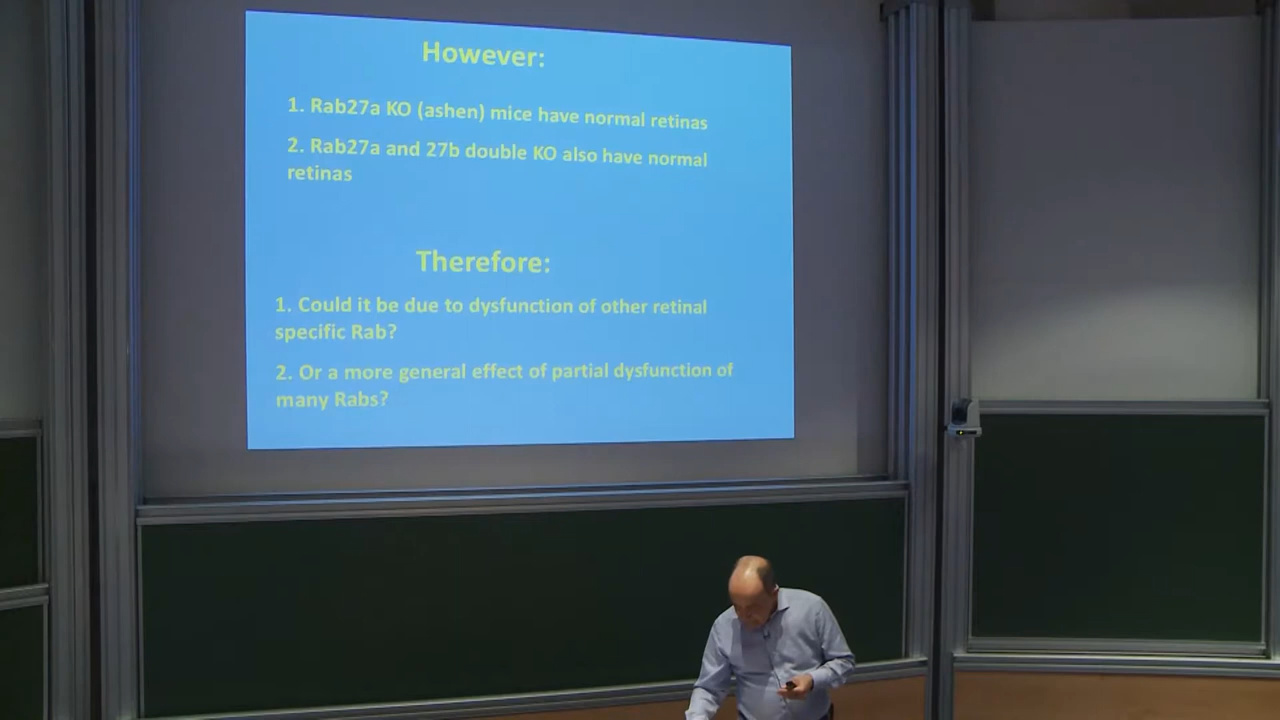 However:
1. Rab27a KO (ashen) mice have normal retinas
2. Rab27a and 27b double KO also have normal
retinas
Therefore:
1. Could it be due to dysfunction of other retinal
specific Rab?
2. Or a more general effect of partial dysfunction of
many Rabs?